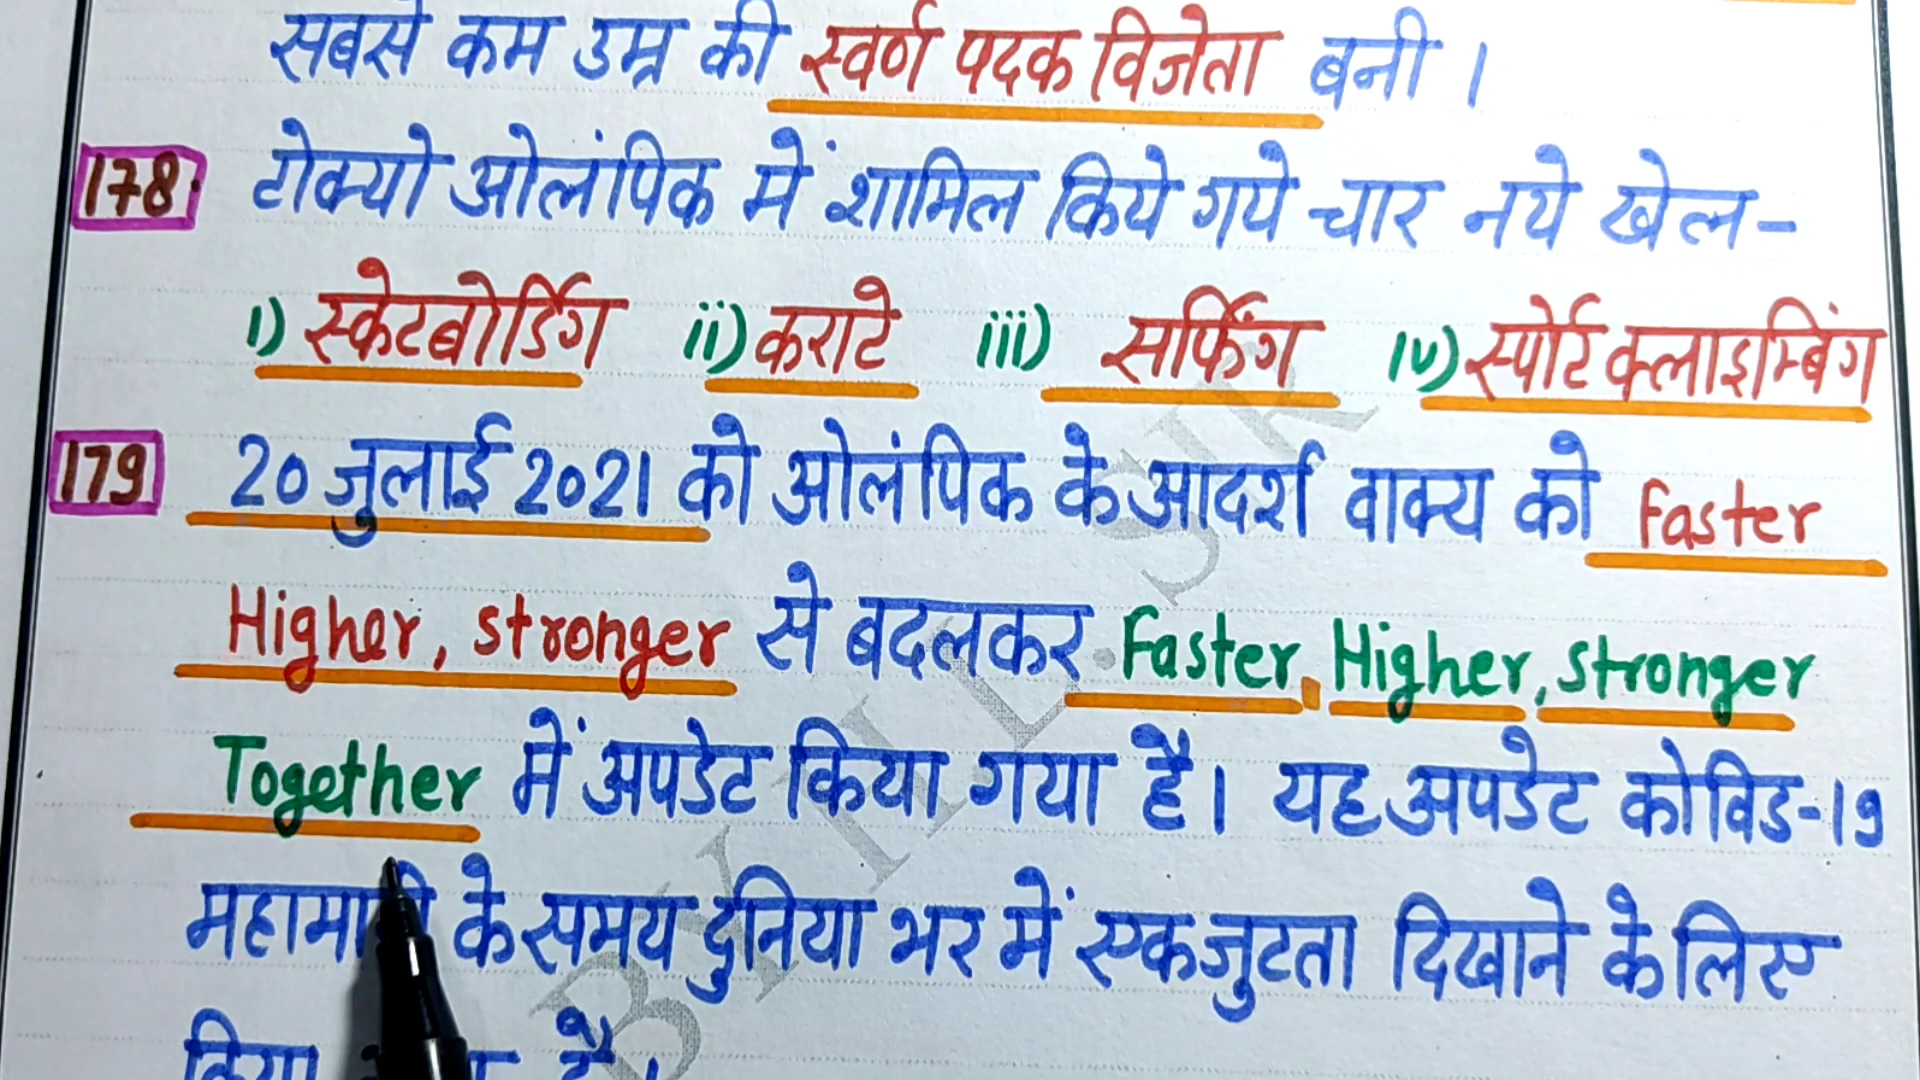 सबसे कम उम्र की स्वर्ण पदक विजेता बनी ।
178 टोक्यो ओलंपिक में शामिल किये गये चार नये खेल-
i) स्केटबोर्डिंग ii) कराटे iii) सर्फिंग iv) स्पोर्ट क्लाइम्बिंग
179 20 जुलाई 2021 को ओलंपिक के आदर्श वाक्य को Faster
Higher, stronger से बदलकर Faster, Higher, stronger
Together में अपडेट किया गया है। यह अपडेट कोविड-19
के समय दुनिया भर में एकजुटता दिखाने के लिए
किया है।
BY
SIR